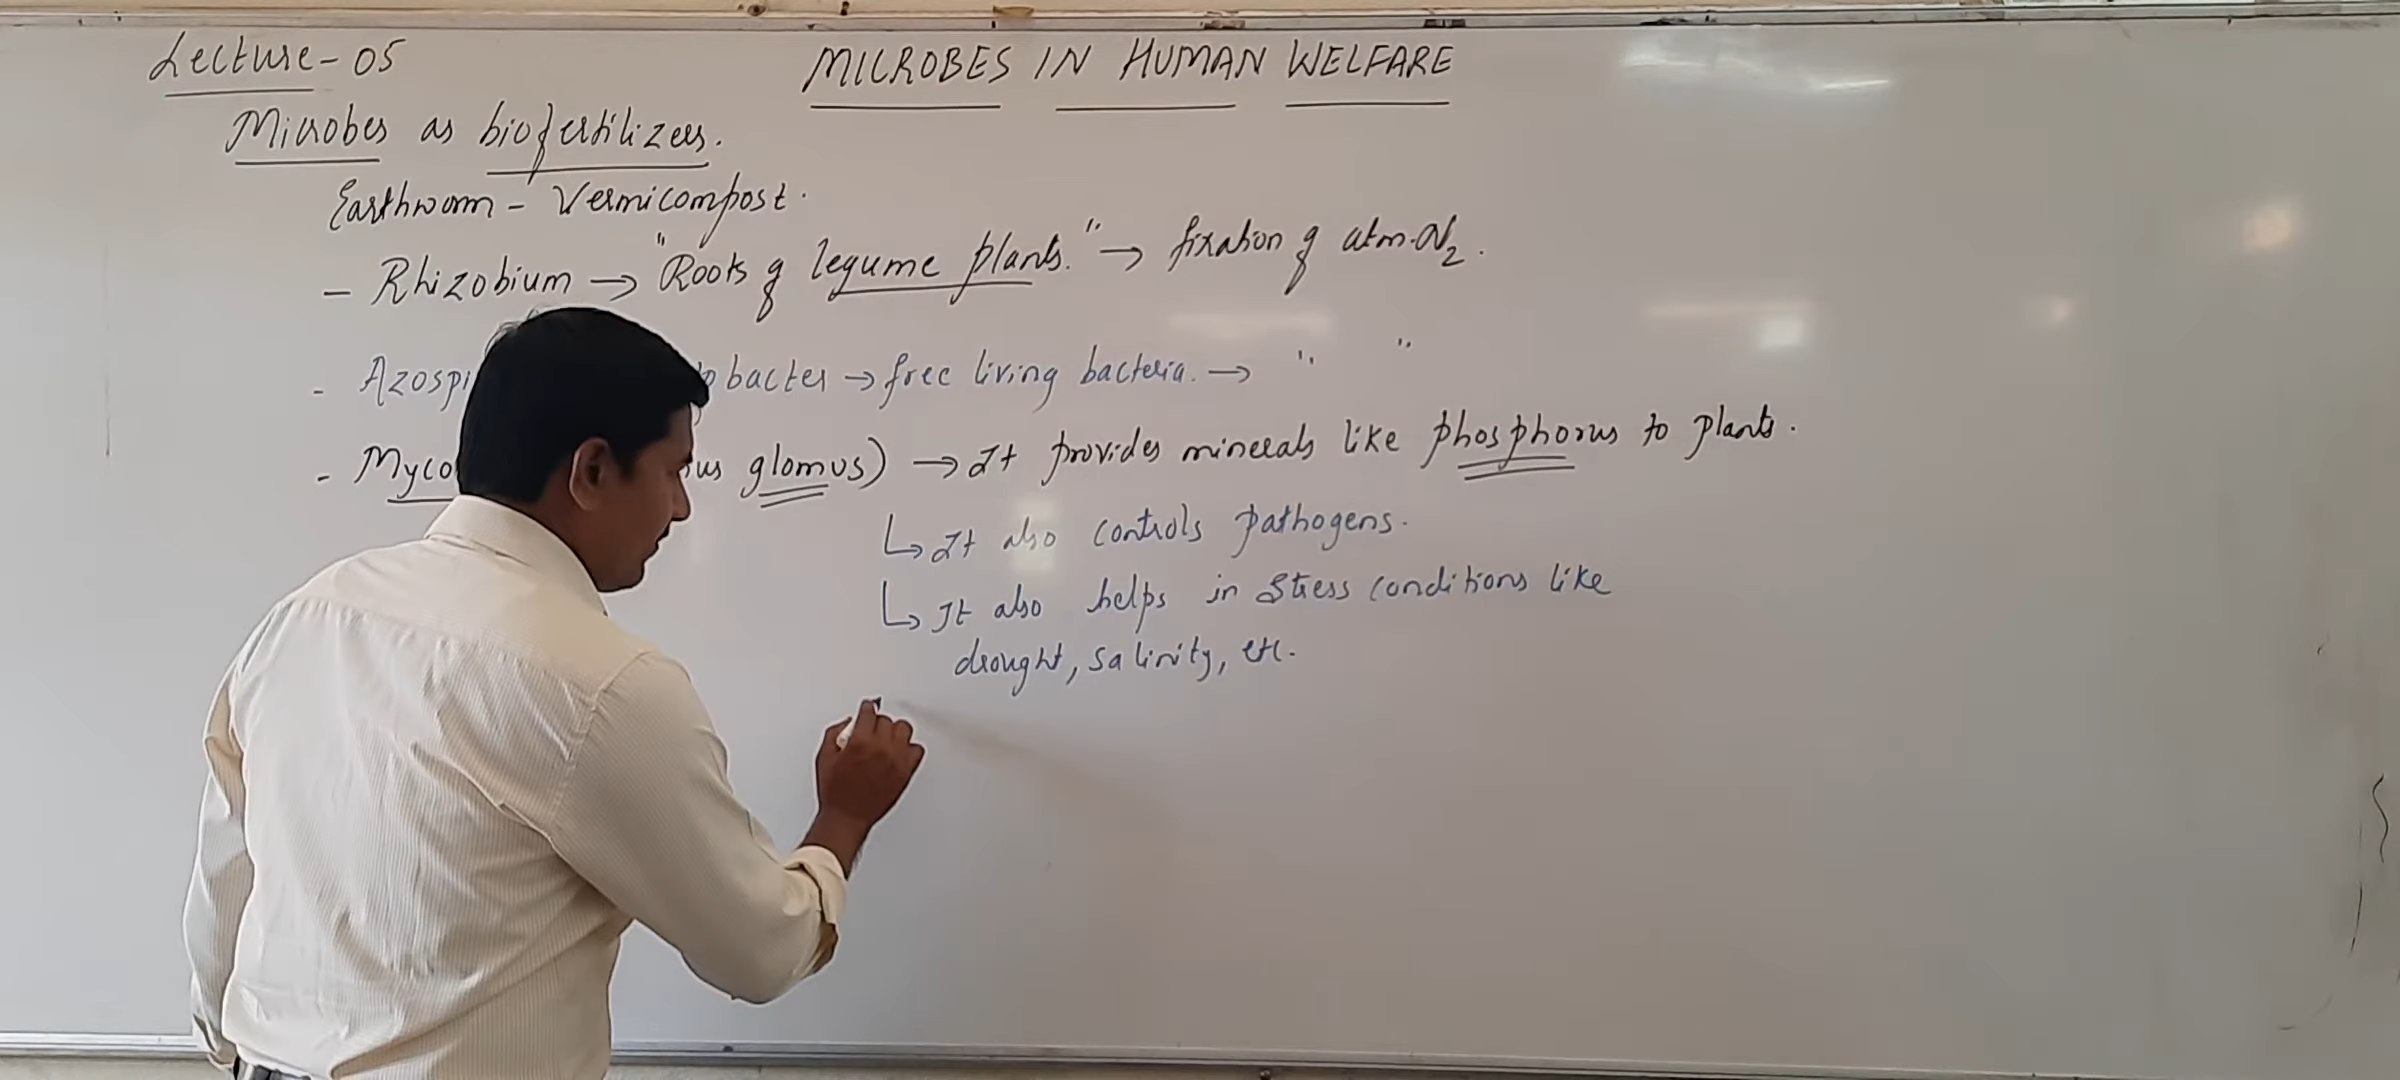 Lecture-05
MICROBES IN HUMAN WELFARE
Microbes as biofertilizers.
Earthworm - Vermicompost.
- Rhizobium → "Roots of legume plants." → fixation of atm. N₂.
- Azospi bacter → free living bacteria. → " "
- Myco us glomus) → It provides minerals like phosphorus to plants.
↳ It also controls pathogens.
↳ It also helps in stress conditions like
drought, salinity, etc.